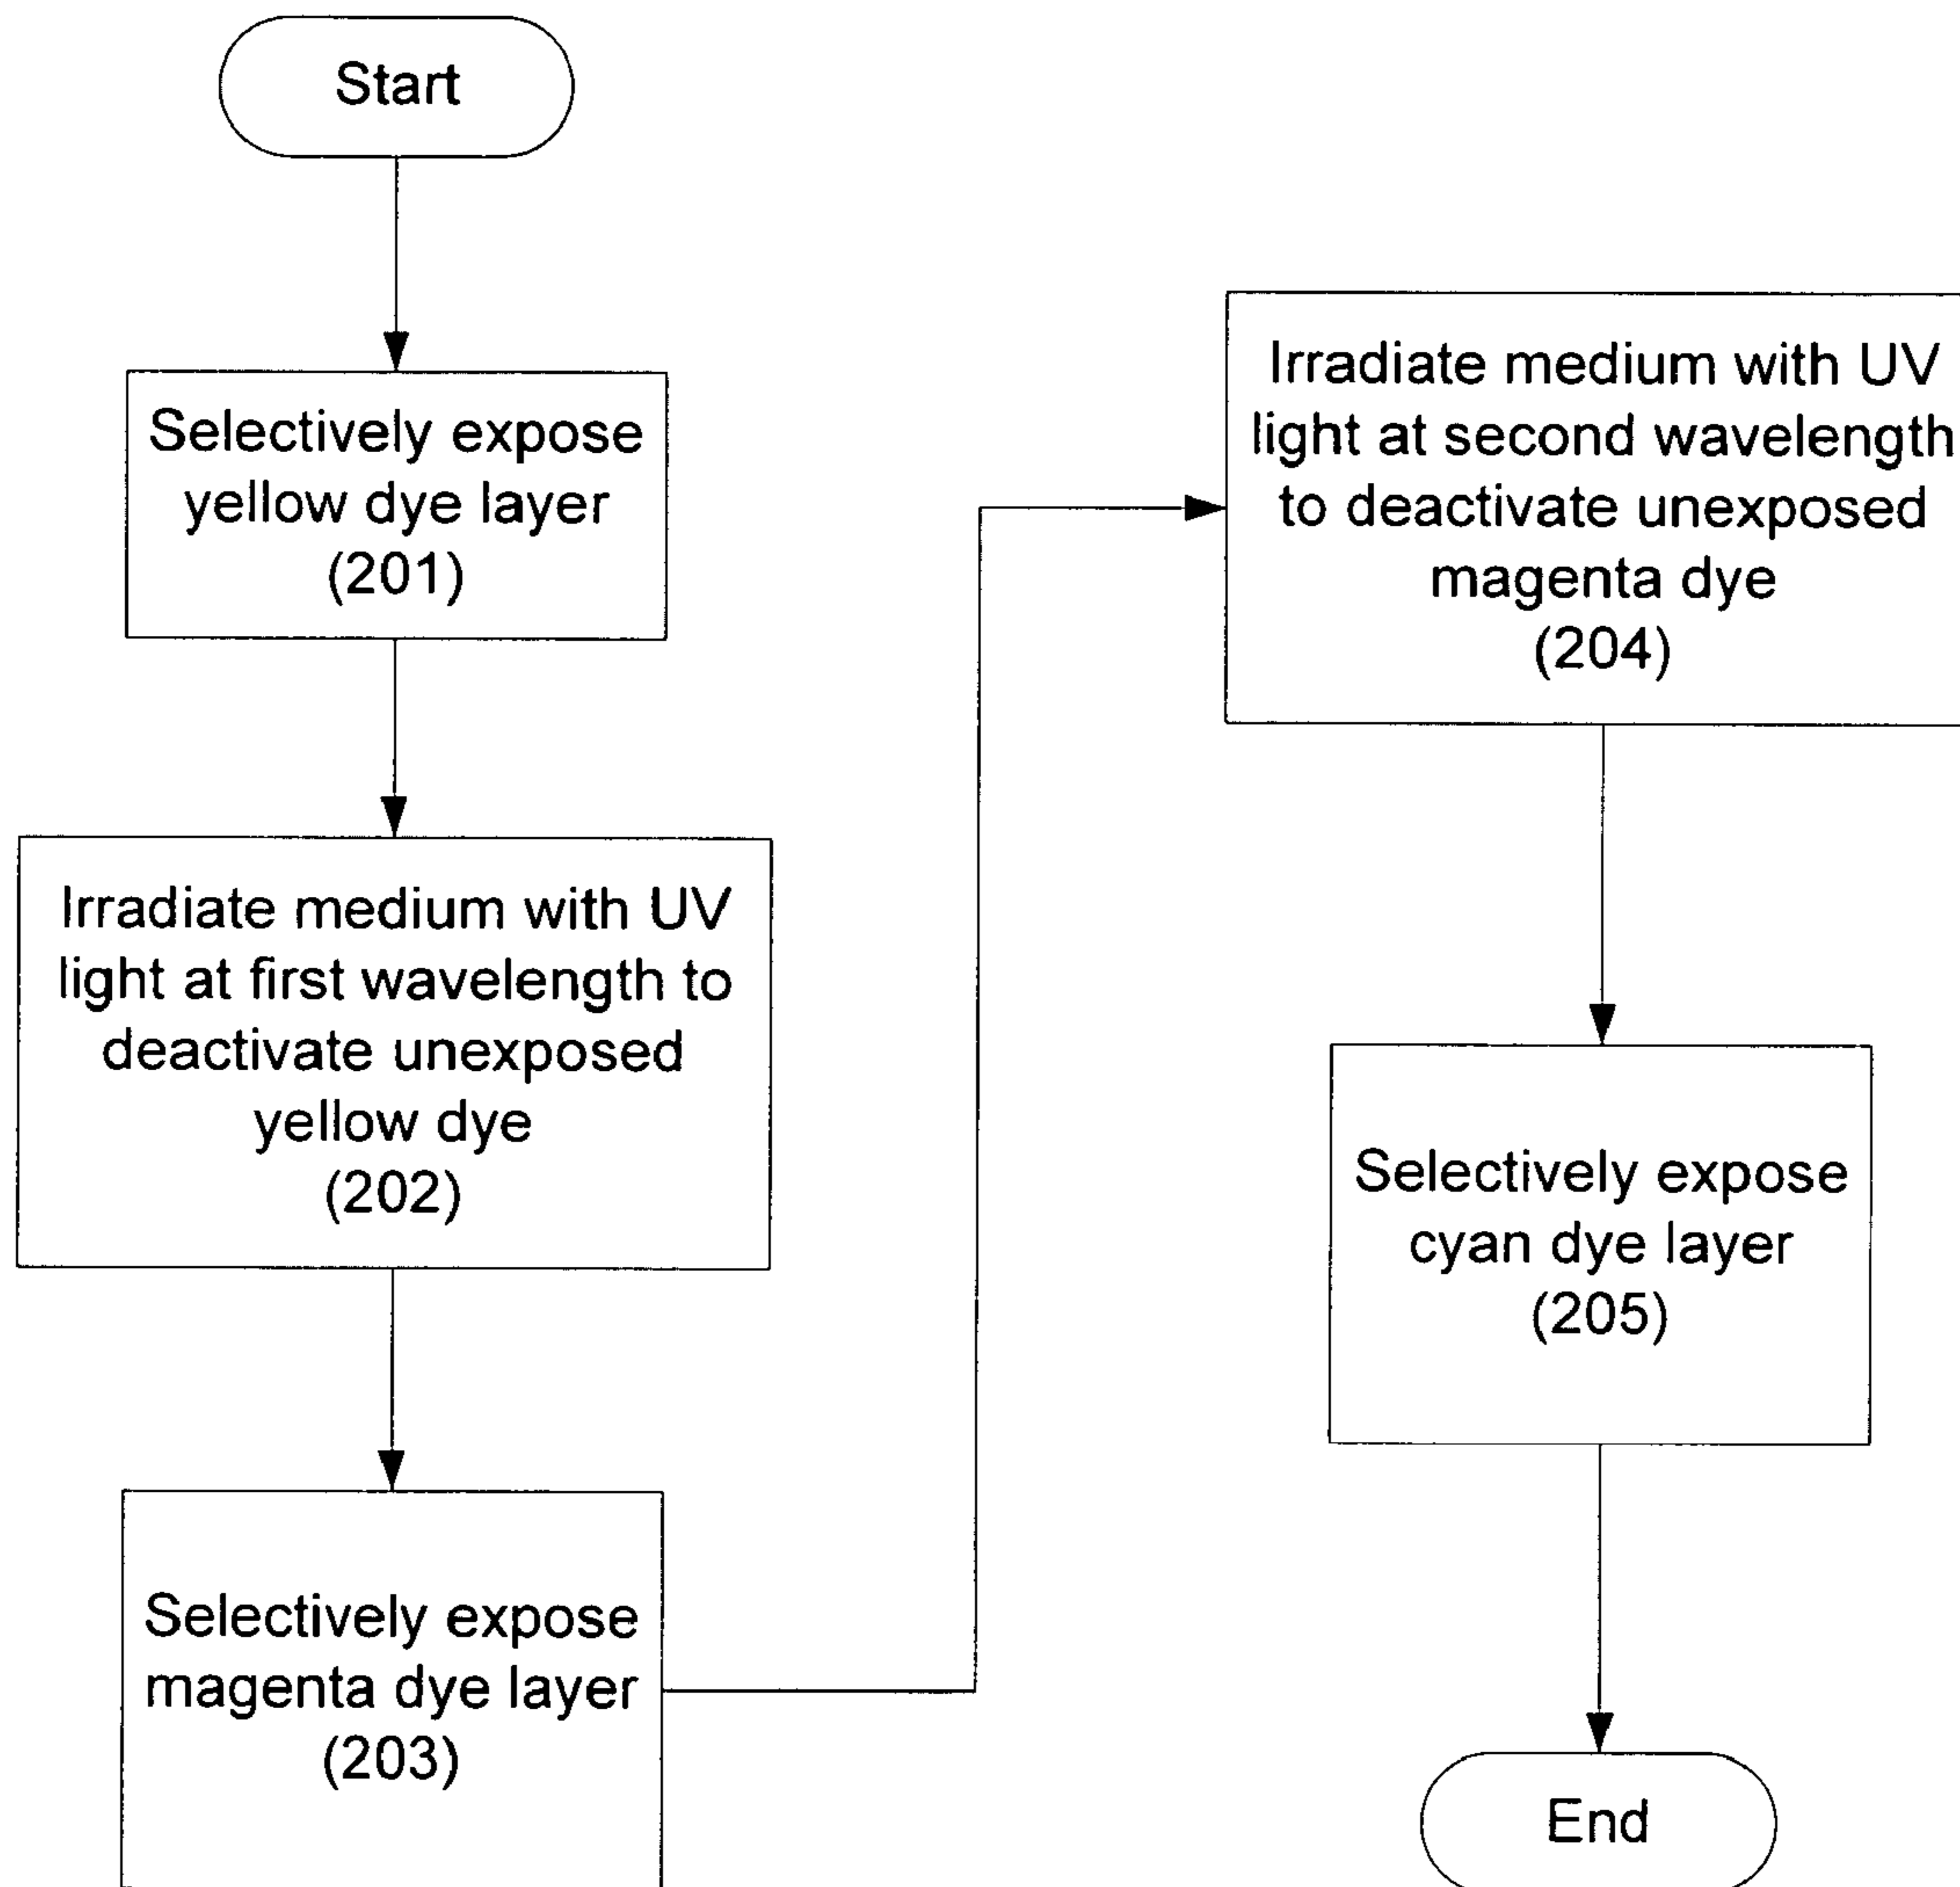 Start
Selectively expose
yellow dye layer
(201)
Irradiate medium with UV
light at first wavelength to
deactivate unexposed
yellow dye
(202)
Selectively expose
magenta dye layer
(203)
Irradiate medium with UV
light at second wavelength
to deactivate unexposed
magenta dye
(204)
Selectively expose
cyan dye layer
(205)
End